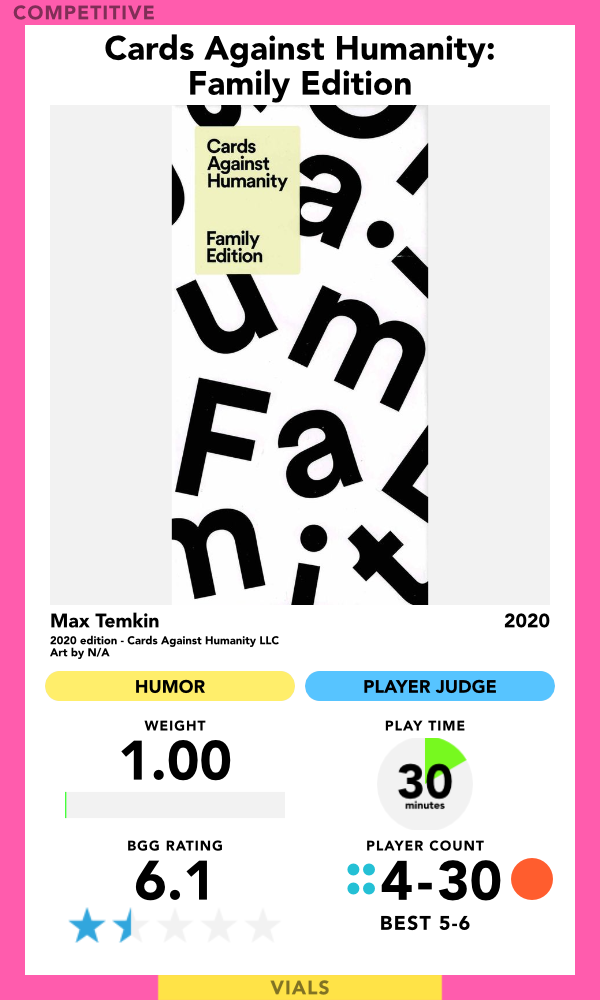 COMPETITIVE
Cards Against Humanity:
Family Edition
Cards
Against
Humanity
Family
Edition
a.
u
m
Fa
m
i
t
Max Temkin
2020
2020 edition - Cards Against Humanity LLC
Art by N/A
HUMOR
PLAYER JUDGE
WEIGHT
1.00
PLAY TIME
30
minutes
BGG RATING
6.1
PLAYER COUNT
4-30
BEST 5-6
VIALS